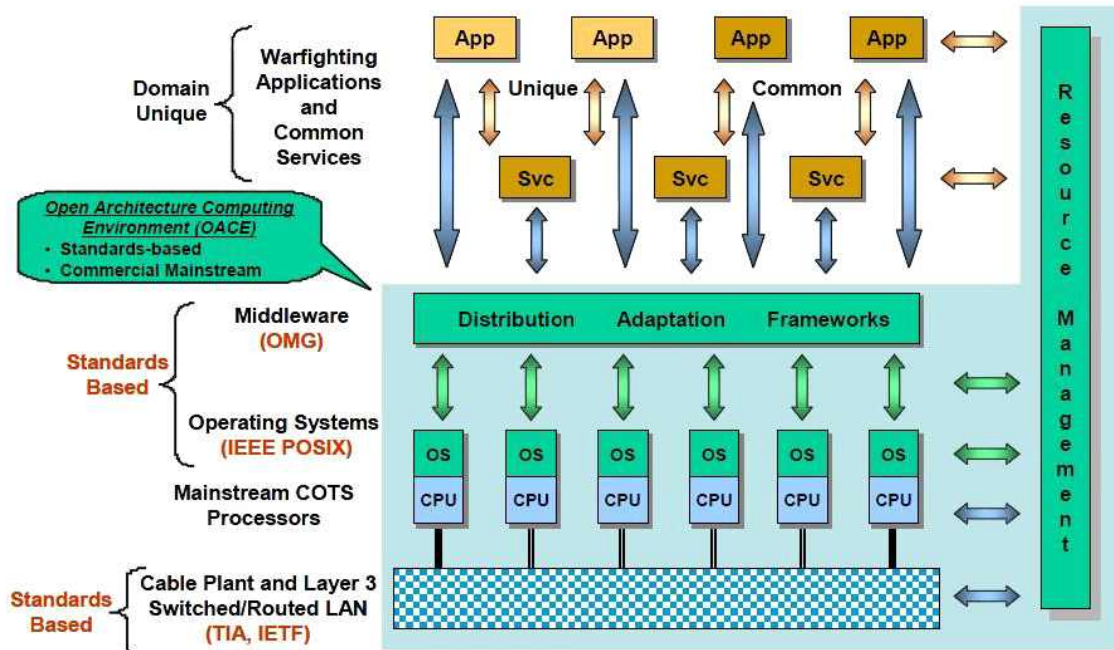 App App App App
Domain
Unique
Warfighting
Applications
and
Common
Services
Unique
Common
Svc Svc Svc
Open Architecture Computing
Environment (OACE)
• Standards-based
• Commercial Mainstream
Standards
Based
Middleware
(OMG)
Distribution Adaptation Frameworks
Operating Systems
(IEEE POSIX)
OS OS OS OS OS OS
Mainstream COTS
Processors
CPU CPU CPU CPU CPU CPU
Standards
Based
Cable Plant and Layer 3
Switched/Routed LAN
(TIA, IETF)
Resource Management